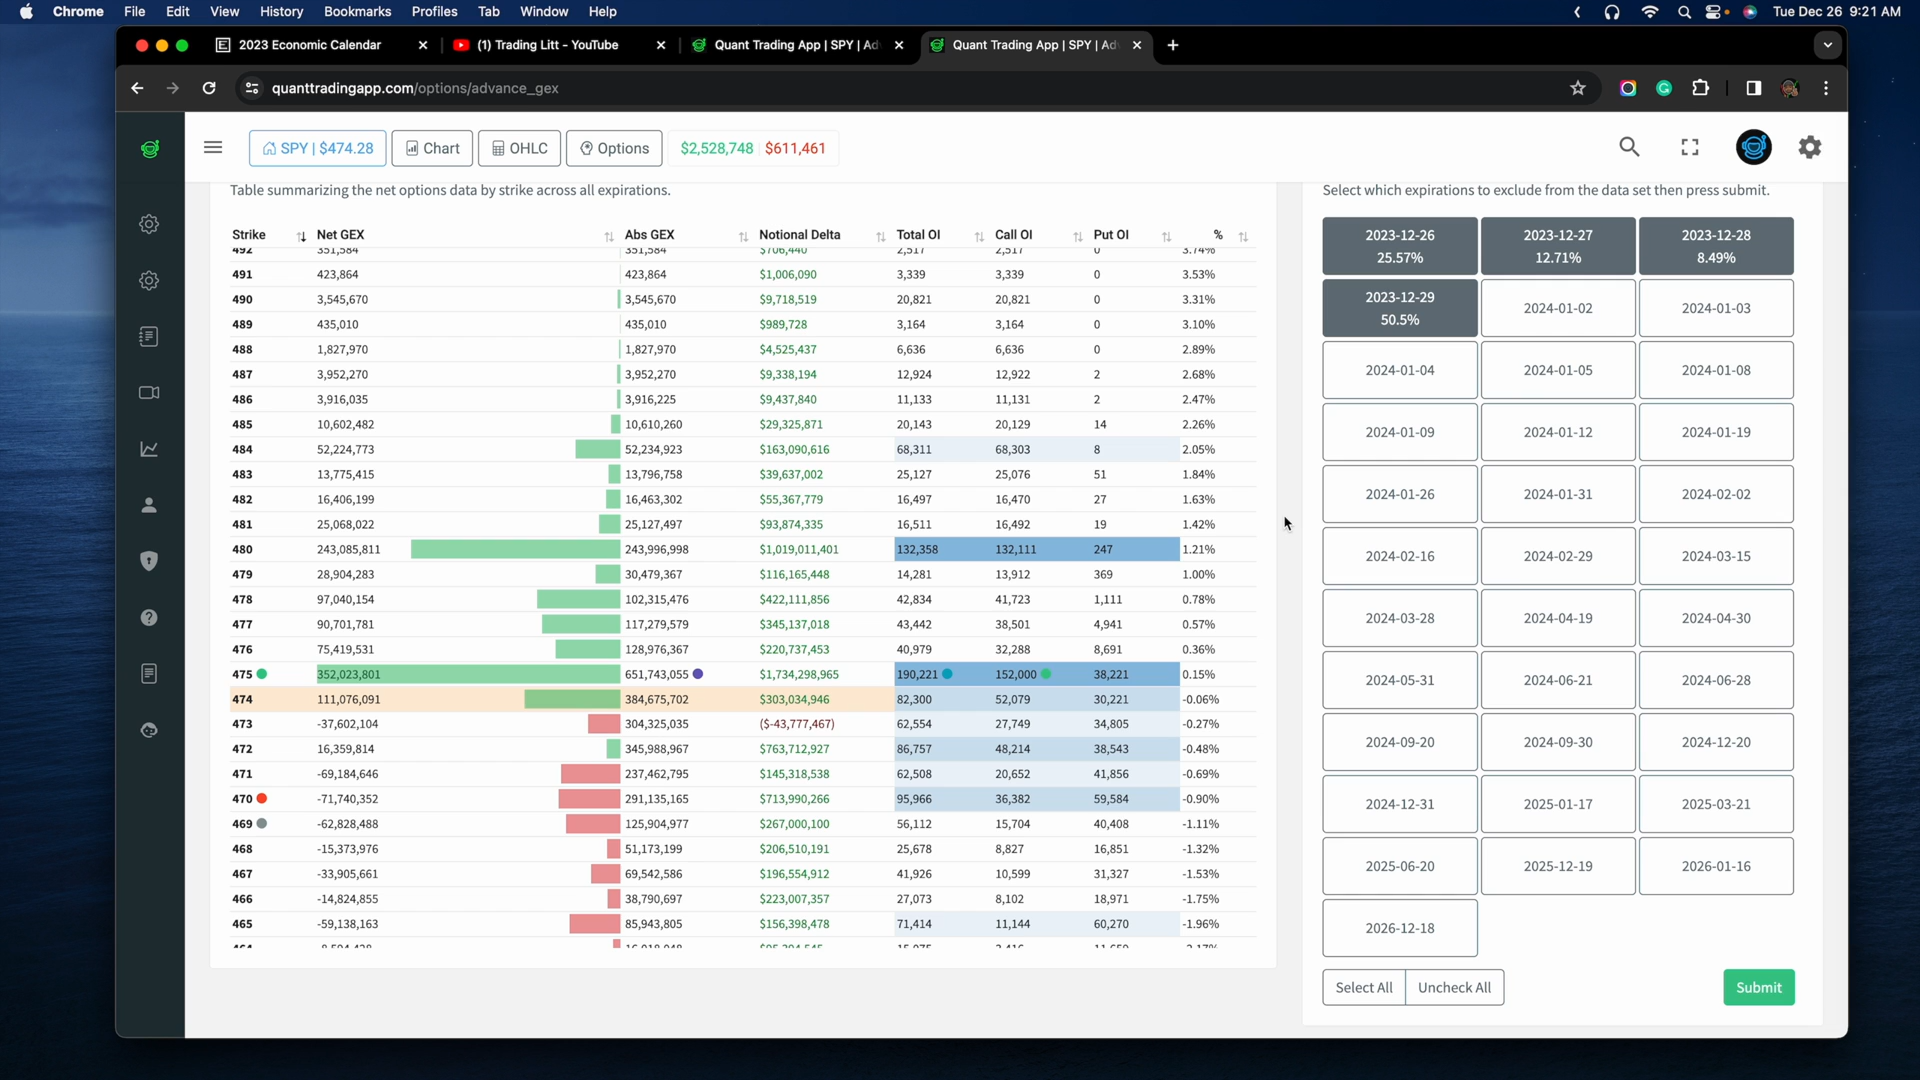 Chrome File Edit View History Bookmarks Profiles Tab Window Help Tue Dec 26 9:21 AM
2023 Economic Calendar (1) Trading Litt - YouTube Quant Trading App | SPY | Ad Quant Trading App | SPY | Ad
quanttradingapp.com/options/advance_gex
SPY | $474.28 Chart OHLC Options $2,528,748 $611,461
Table summarizing the net options data by strike across all expirations.
Strike Net GEX Abs GEX Notional Delta Total OI Call OI Put OI %
492 351,584 351,584 $706,440 2,517 2,517 0 3.74%
491 423,864 423,864 $1,006,090 3,339 3,339 0 3.53%
490 3,545,670 3,545,670 $9,718,519 20,821 20,821 0 3.31%
489 435,010 435,010 $989,728 3,164 3,164 0 3.10%
488 1,827,970 1,827,970 $4,525,437 6,636 6,636 0 2.89%
487 3,952,270 3,952,270 $9,338,194 12,924 12,922 2 2.68%
486 3,916,035 3,916,225 $9,437,840 11,133 11,131 2 2.47%
485 10,602,482 10,610,260 $29,325,871 20,143 20,129 14 2.26%
484 52,224,773 52,234,923 $163,090,616 68,311 68,303 8 2.05%
483 13,775,415 13,796,758 $39,637,002 25,127 25,076 51 1.84%
482 16,406,199 16,463,302 $55,367,779 16,497 16,470 27 1.63%
481 25,068,022 25,127,497 $93,874,335 16,511 16,492 19 1.42%
480 243,085,811 243,996,998 $1,019,011,401 132,358 132,111 247 1.21%
479 28,904,283 30,479,367 $116,165,448 14,281 13,912 369 1.00%
478 97,040,154 102,315,476 $422,111,856 42,834 41,723 1,111 0.78%
477 90,701,781 117,279,579 $345,137,018 43,442 38,501 4,941 0.57%
476 75,419,531 128,976,367 $220,737,453 40,979 32,288 8,691 0.36%
475 352,023,801 651,743,055 $1,734,298,965 190,221 152,000 38,221 0.15%
474 111,076,091 384,675,702 $303,034,946 82,300 52,079 30,221 -0.06%
473 -37,602,104 304,325,035 ($-43,777,467) 62,554 27,749 34,805 -0.27%
472 16,359,814 345,988,967 $763,712,927 86,757 48,214 38,543 -0.48%
471 -69,184,646 237,462,795 $145,318,538 62,508 20,652 41,856 -0.69%
470 -71,740,352 291,135,165 $713,990,266 95,966 36,382 59,584 -0.90%
469 -62,828,488 125,904,977 $267,000,100 56,112 15,704 40,408 -1.11%
468 -15,373,976 51,173,199 $206,510,191 25,678 8,827 16,851 -1.32%
467 -33,905,661 69,542,586 $196,554,912 41,926 10,599 31,327 -1.53%
466 -14,824,855 38,790,697 $223,007,357 27,073 8,102 18,971 -1.75%
465 -59,138,163 85,943,805 $156,398,478 71,414 11,144 60,270 -1.96%
Select which expirations to exclude from the data set then press submit.
2023-12-26 2023-12-27 2023-12-28
25.57% 12.71% 8.49%
2023-12-29 2024-01-02 2024-01-03
50.5%
2024-01-04 2024-01-05 2024-01-08
2024-01-09 2024-01-12 2024-01-19
2024-01-26 2024-01-31 2024-02-02
2024-02-16 2024-02-29 2024-03-15
2024-03-28 2024-04-19 2024-04-30
2024-05-31 2024-06-21 2024-06-28
2024-09-20 2024-09-30 2024-12-20
2024-12-31 2025-01-17 2025-03-21
2025-06-20 2025-12-19 2026-01-16
2026-12-18
Select All Uncheck All Submit